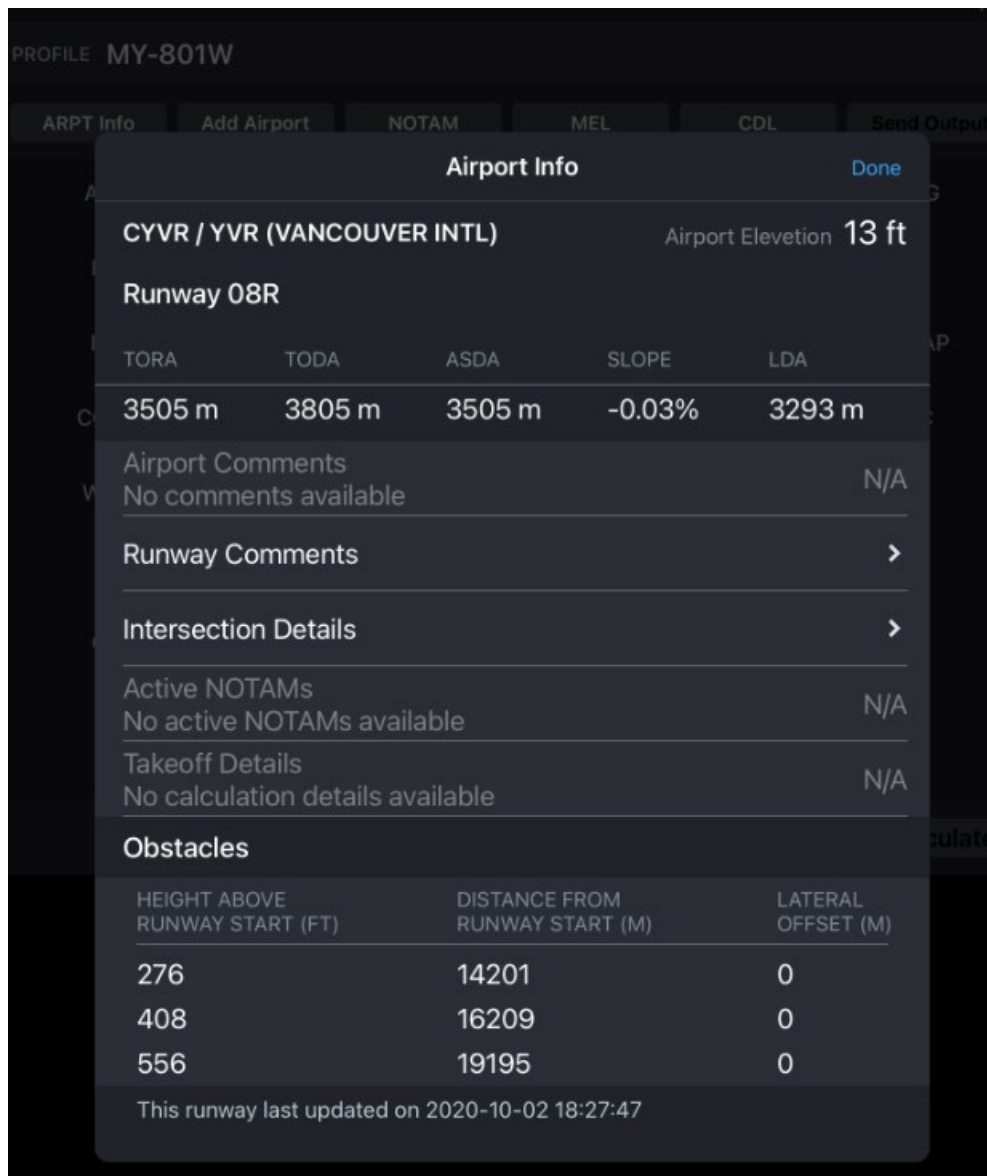 PROFILE MY-801W
ARPT Info Add Airport NOTAM MEL CDL Send Output
Airport Info Done
CYVR / YVR (VANCOUVER INTL) Airport Elevetion 13 ft
Runway 08R
TORA TODA ASDA SLOPE LDA
3505 m 3805 m 3505 m -0.03% 3293 m
Airport Comments
No comments available N/A
Runway Comments
Intersection Details
Active NOTAMs
No active NOTAMs available N/A
Takeoff Details
No calculation details available N/A
Obstacles
HEIGHT ABOVE RUNWAY START (FT) DISTANCE FROM RUNWAY START (M) LATERAL OFFSET (M)
276 14201 0
408 16209 0
556 19195 0
This runway last updated on 2020-10-02 18:27:47